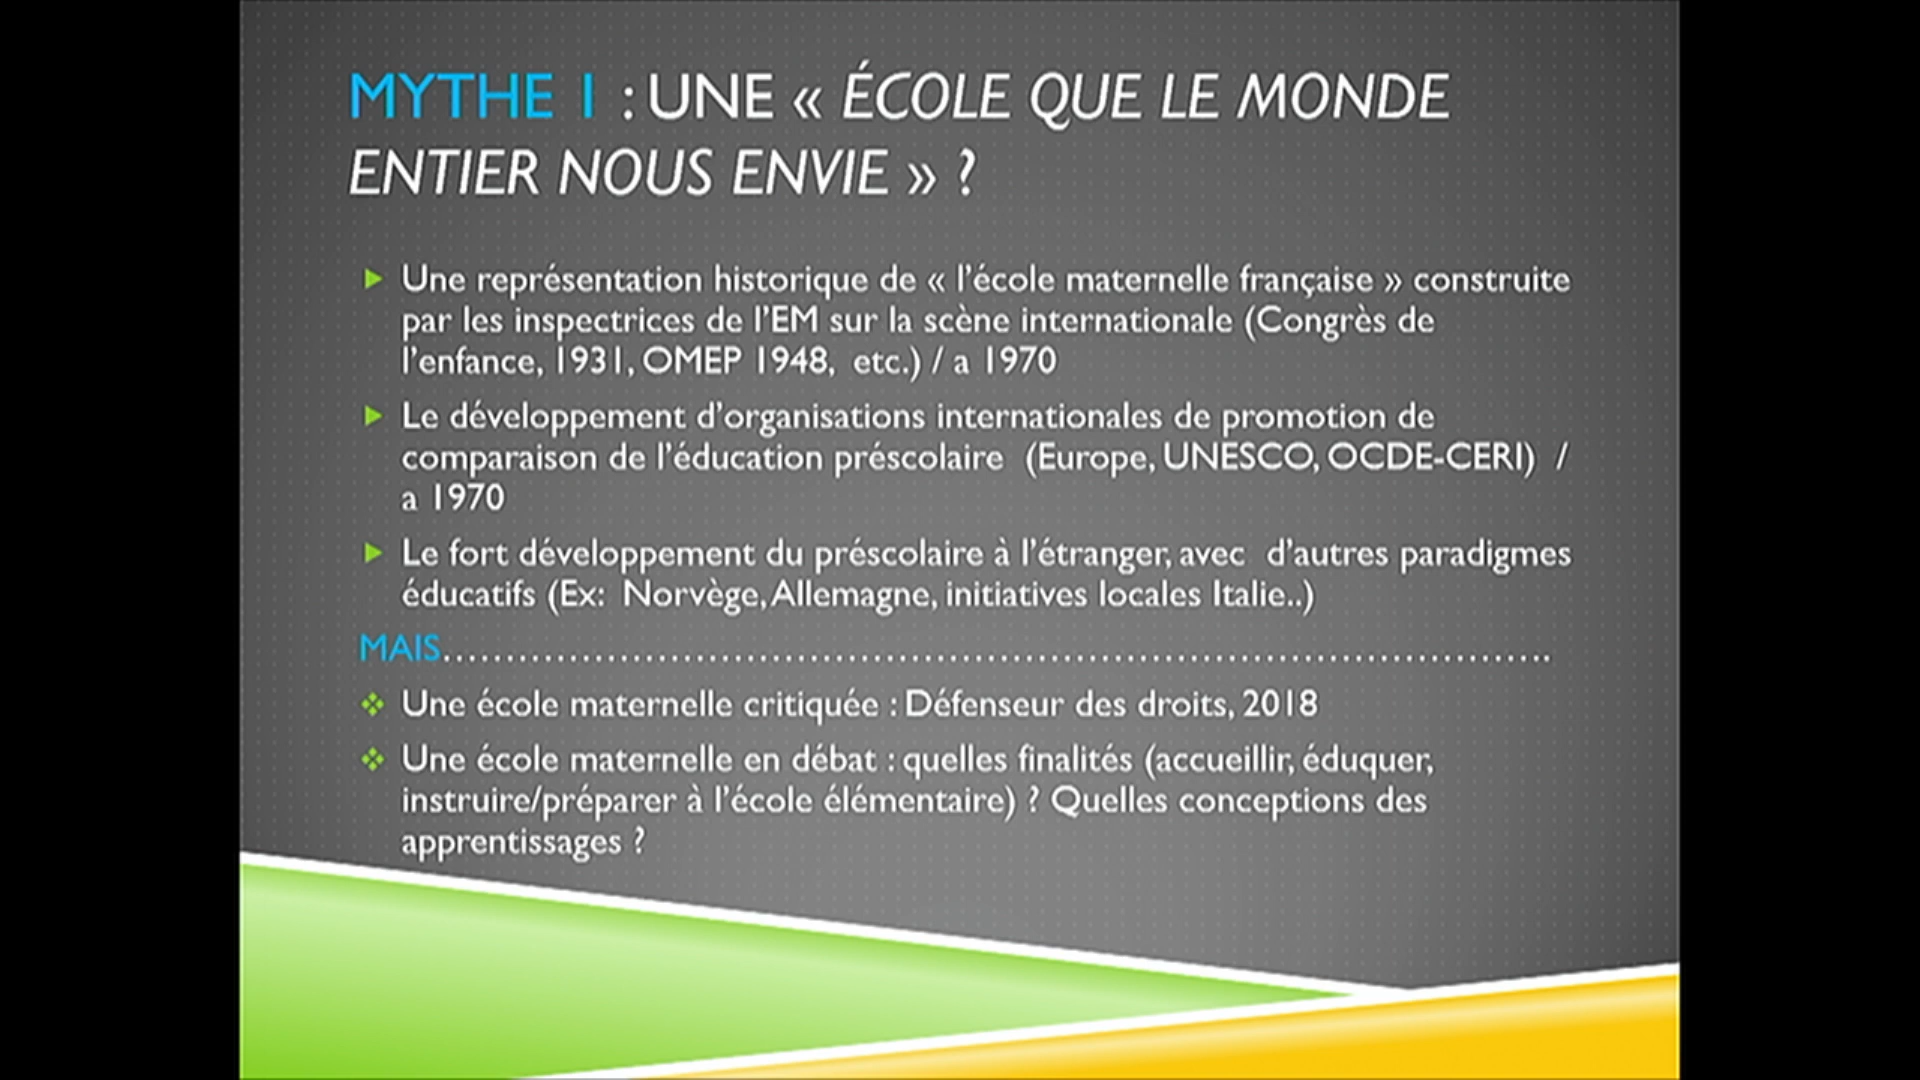 MYTHE 1 : UNE « ÉCOLE QUE LE MONDE
ENTIER NOUS ENVIE » ?
Une représentation historique de « l’école maternelle française » construite
par les inspectrices de l’EM sur la scène internationale (Congrès de
l’enfance, 1931, OMEP 1948, etc.) / a 1970
Le développement d’organisations internationales de promotion de
comparaison de l’éducation préscolaire (Europe, UNESCO, OCDE-CERI) /
a 1970
Le fort développement du préscolaire à l’étranger, avec d’autres paradigmes
éducatifs (Ex: Norvège, Allemagne, initiatives locales Italie..)
MAIS……………………………………………………………………………….
Une école maternelle critiquée : Défenseur des droits, 2018
Une école maternelle en débat : quelles finalités (accueillir, éduquer,
instruire/préparer à l’école élémentaire) ? Quelles conceptions des
apprentissages ?